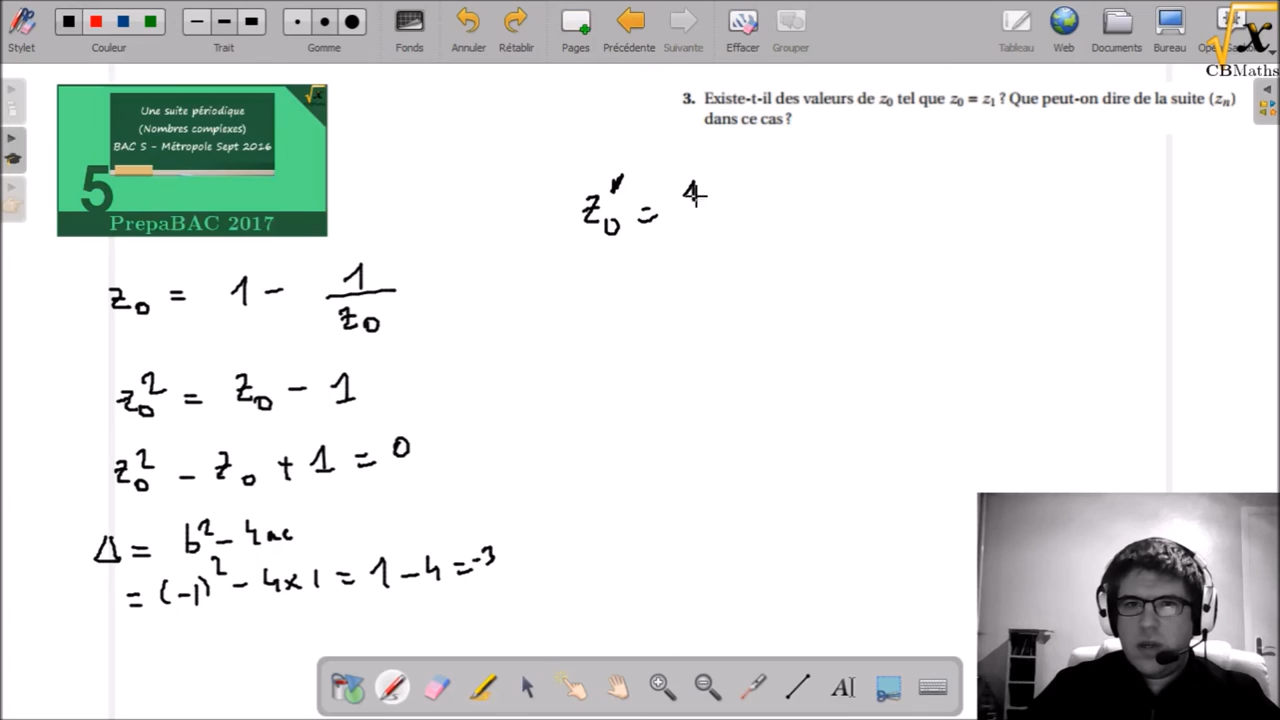 Stylet Couleur Trait Gomme Fonds Annuler Rétablir Pages Précédente Suivante Effacer Grouper Tableau Web Documents Bureau
√x
CBMaths
Une suite périodique
(Nombres complexes)
BAC S - Métropole Sept 2016
5
PrepaBAC 2017
3. Existe-t-il des valeurs de z₀ tel que z₀ = z₁ ? Que peut-on dire de la suite (zₙ)
dans ce cas ?
z₀' = 1
z₀ = 1 - 1/z₀
z₀² = z₀ - 1
z₀² - z₀ + 1 = 0
Δ = b² - 4ac
= (-1)² - 4×1 = 1 - 4 = -3
AI